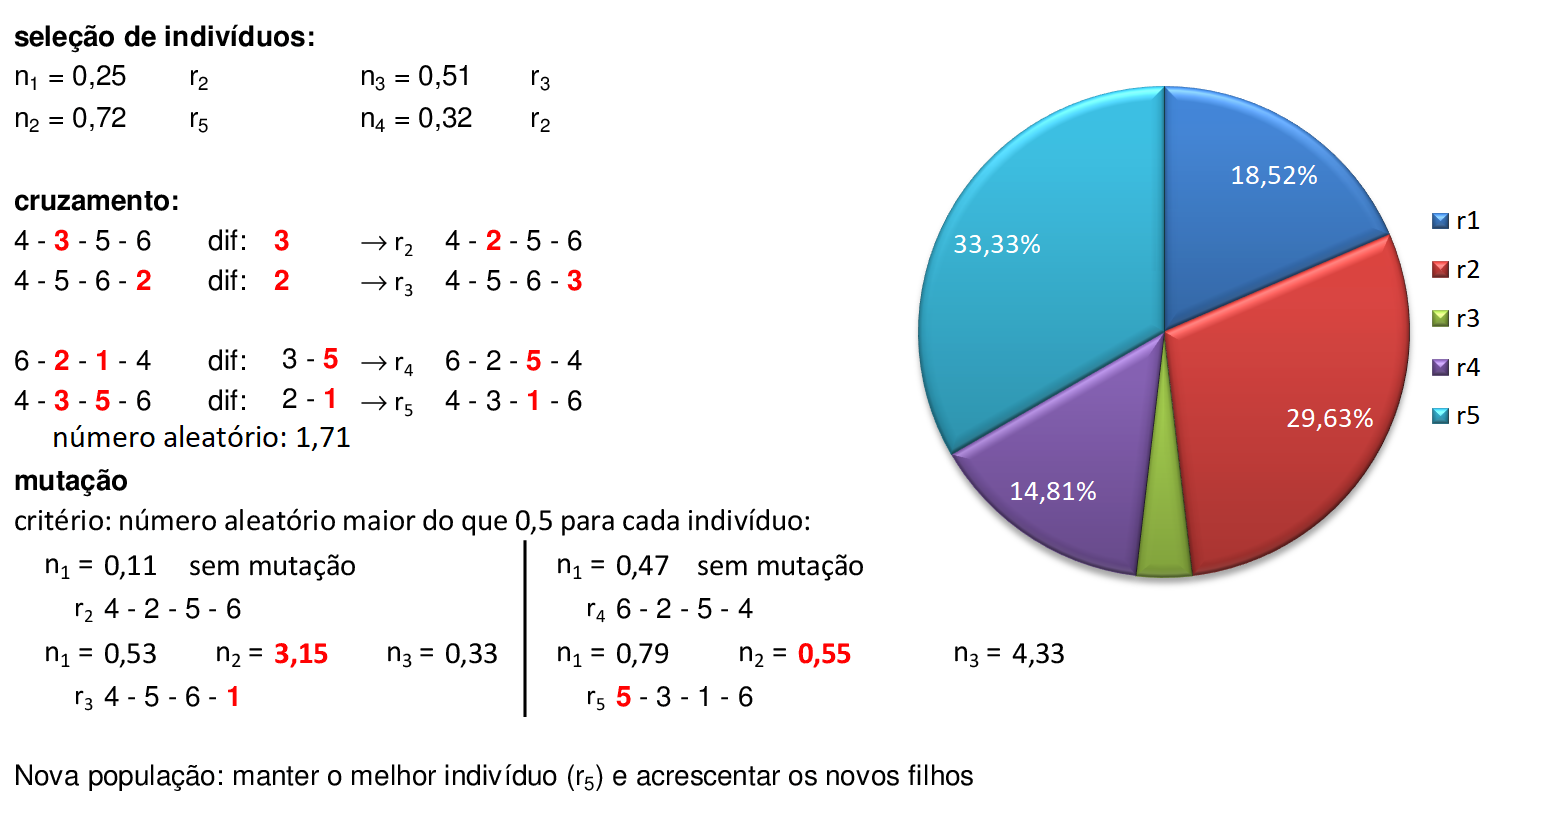 seleção de indivíduos:
n₁ = 0,25 r₂ n₃ = 0,51 r₃
n₂ = 0,72 r₅ n₄ = 0,32 r₂
cruzamento:
4 - 3 - 5 - 6 dif: 3 → r₂ 4 - 2 - 5 - 6
4 - 5 - 6 - 2 dif: 2 → r₃ 4 - 5 - 6 - 3
6 - 2 - 1 - 4 dif: 3 - 5 → r₄ 6 - 2 - 5 - 4
4 - 3 - 5 - 6 dif: 2 - 1 → r₅ 4 - 3 - 1 - 6
número aleatório: 1,71
mutação
critério: número aleatório maior do que 0,5 para cada indivíduo:
n₁ = 0,11 sem mutação
r₂ 4 - 2 - 5 - 6
n₁ = 0,53 n₂ = 3,15 n₃ = 0,33
r₃ 4 - 5 - 6 - 1
n₁ = 0,47 sem mutação
r₄ 6 - 2 - 5 - 4
n₁ = 0,79 n₂ = 0,55 n₃ = 4,33
r₅ 5 - 3 - 1 - 6
Nova população: manter o melhor indivíduo (r₅) e acrescentar os novos filhos
18,52%
33,33%
29,63%
14,81%
r1
r2
r3
r4
r5